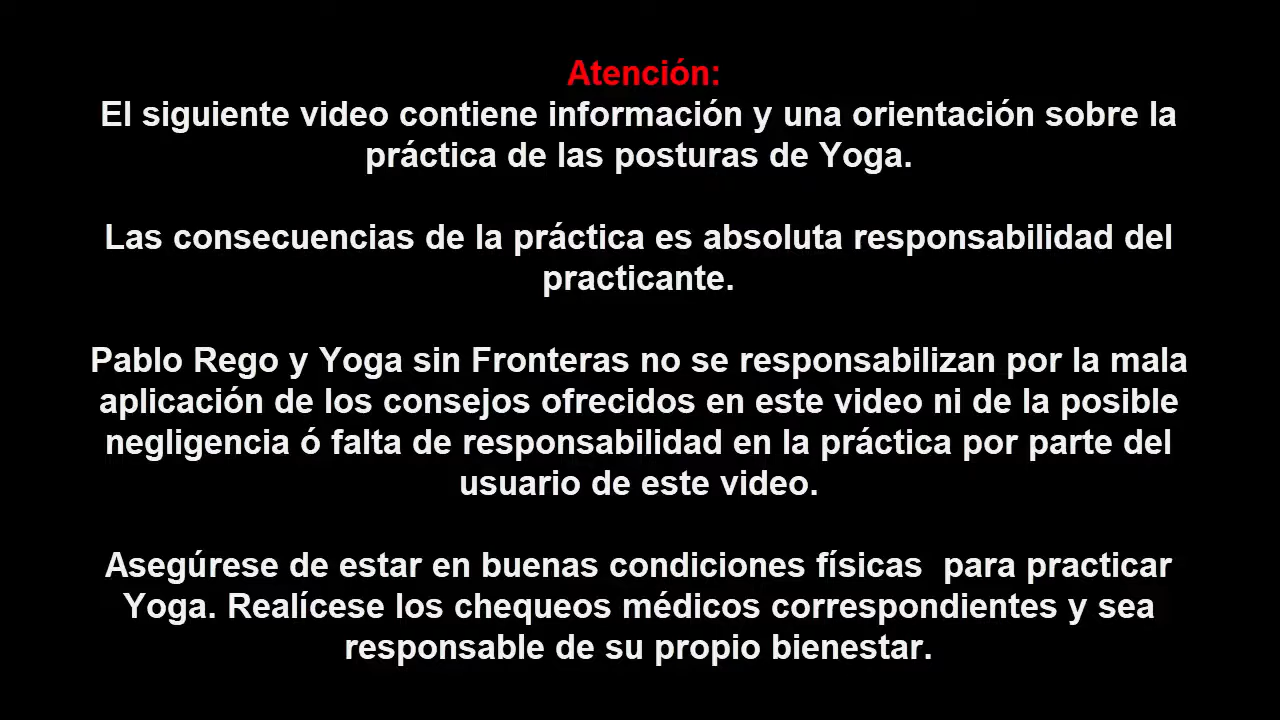 Atención:
El siguiente video contiene información y una orientación sobre la
práctica de las posturas de Yoga.
Las consecuencias de la práctica es absoluta responsabilidad del
practicante.
Pablo Rego y Yoga sin Fronteras no se responsabilizan por la mala
aplicación de los consejos ofrecidos en este video ni de la posible
negligencia ó falta de responsabilidad en la práctica por parte del
usuario de este video.
Asegúrese de estar en buenas condiciones físicas  para practicar
Yoga. Realícese los chequeos médicos correspondientes y sea
responsable de su propio bienestar.